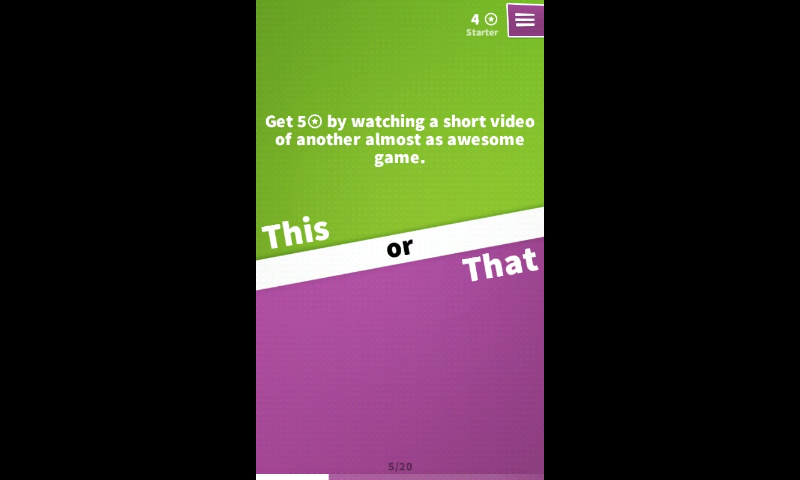 4
Starter
Get 5 by watching a short video
of another almost as awesome
game.
This
or
That
5/20